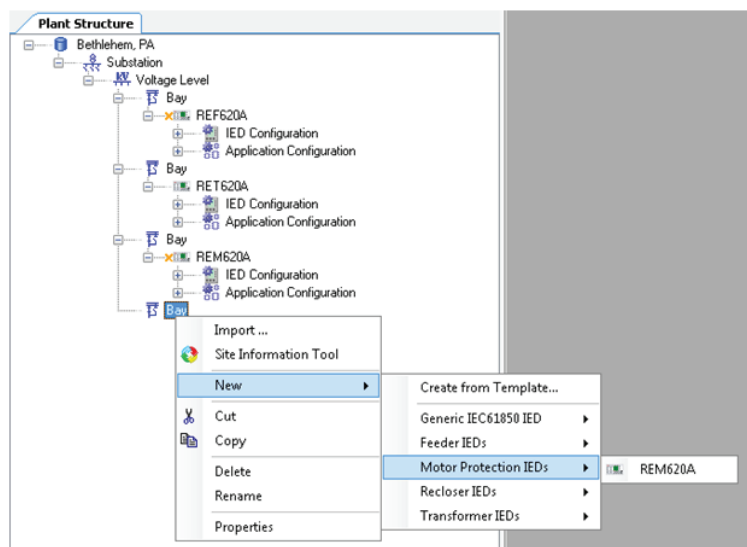 Plant Structure
Bethlehem, PA
Substation
Voltage Level
Bay
REF620A
IED Configuration
Application Configuration
Bay
RET620A
IED Configuration
Application Configuration
Bay
REM620A
IED Configuration
Application Configuration
Bay
Import ...
Site Information Tool
New
Cut
Copy
Delete
Rename
Properties
Create from Template...
Generic IEC61850 IED
Feeder IEDs
Motor Protection IEDs
Recloser IEDs
Transformer IEDs
REM620A